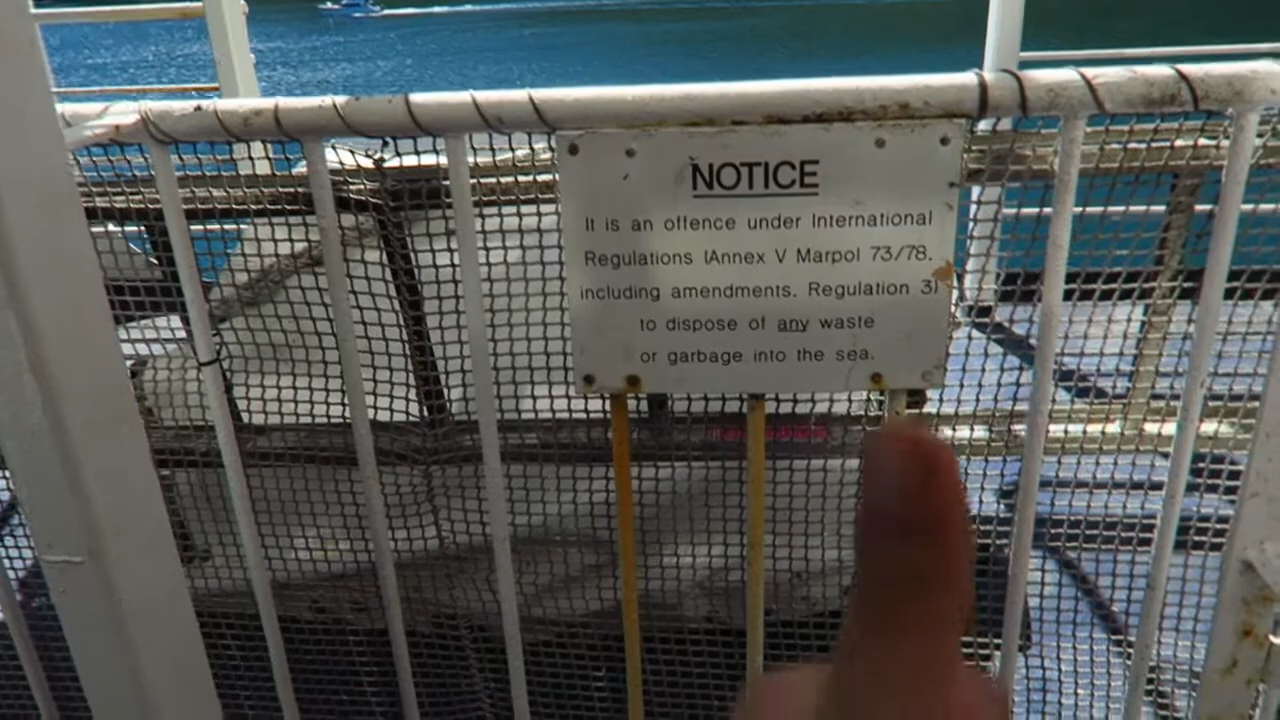 NOTICE
It is an offence under International
Regulations (Annex V Marpol 73/78.
including amendments. Regulation 3)
to dispose of any waste
or garbage into the sea.